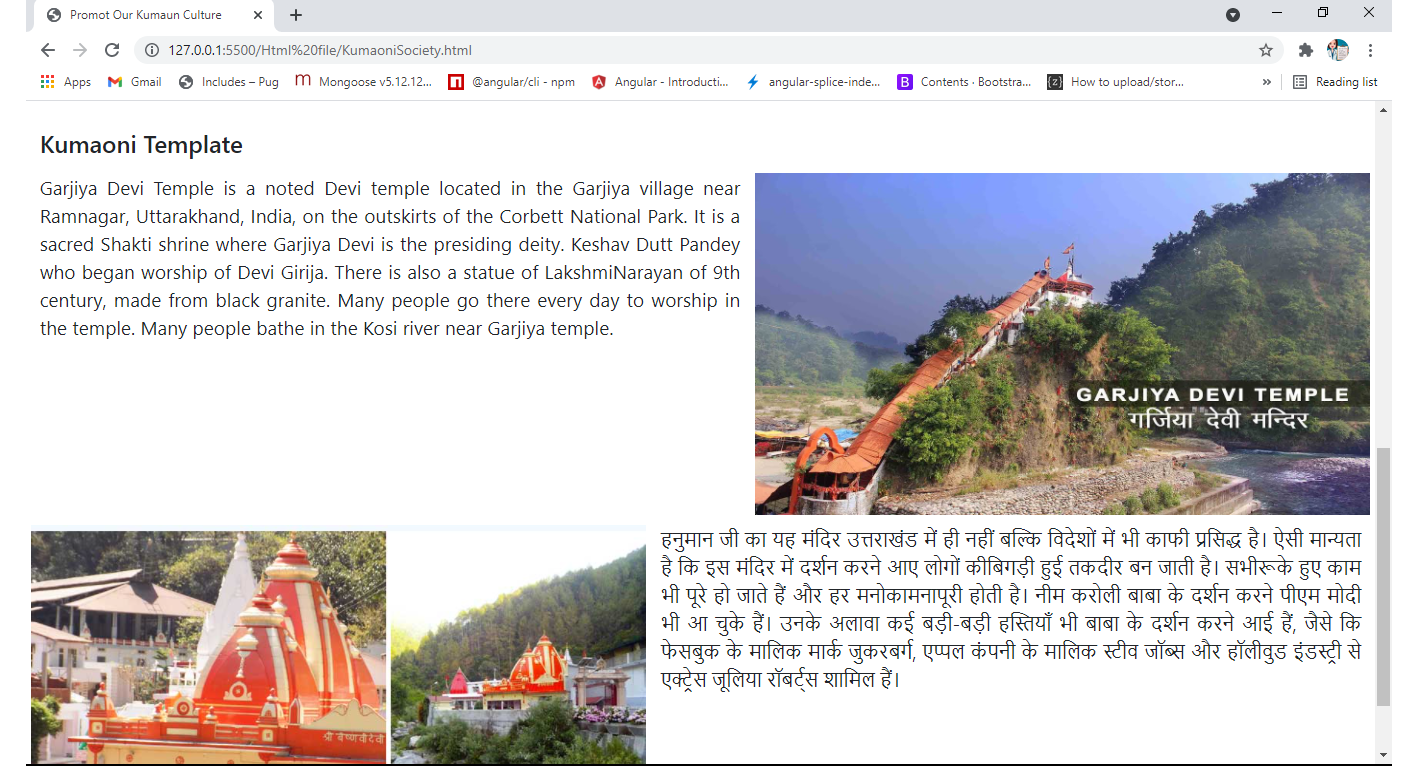 Promot Our Kumaun Culture
127.0.0.1:5500/Html%20file/KumaoniSociety.html
Apps Gmail Includes – Pug Mongoose v5.12.12... @angular/cli - npm Angular - Introducti... angular-splice-inde... Contents · Bootstra... How to upload/stor... » Reading list
Kumaoni Template
Garjiya Devi Temple is a noted Devi temple located in the Garjiya village near
Ramnagar, Uttarakhand, India, on the outskirts of the Corbett National Park. It is a
sacred Shakti shrine where Garjiya Devi is the presiding deity. Keshav Dutt Pandey
who began worship of Devi Girija. There is also a statue of LakshmiNarayan of 9th
century, made from black granite. Many people go there every day to worship in
the temple. Many people bathe in the Kosi river near Garjiya temple.
GARJIYA DEVI TEMPLE
गर्जिया देवी मन्दिर
हनुमान जी का यह मंदिर उत्तराखंड में ही नहीं बल्कि विदेशों में भी काफी प्रसिद्ध है। ऐसी मान्यता
है कि इस मंदिर में दर्शन करने आए लोगों कीबिगड़ी हुई तकदीर बन जाती है। सभीरूके हुए काम
भी पूरे हो जाते हैं और हर मनोकामनापूरी होती है। नीम करोली बाबा के दर्शन करने पीएम मोदी
भी आ चुके हैं। उनके अलावा कई बड़ी-बड़ी हस्तियाँ भी बाबा के दर्शन करने आई हैं, जैसे कि
फेसबुक के मालिक मार्क जुकरबर्ग, एप्पल कंपनी के मालिक स्टीव जॉब्स और हॉलीवुड इंडस्ट्री से
एक्ट्रेस जूलिया रॉबर्ट्स शामिल हैं।
श्री वैष्णवी देवी